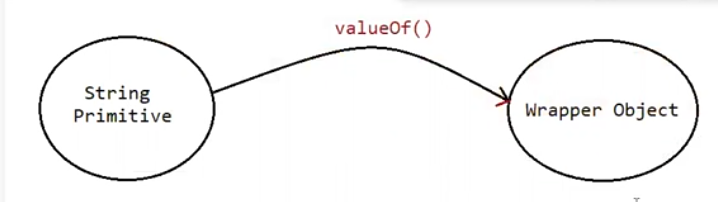 valueOf()
String
Primitive
Wrapper Object